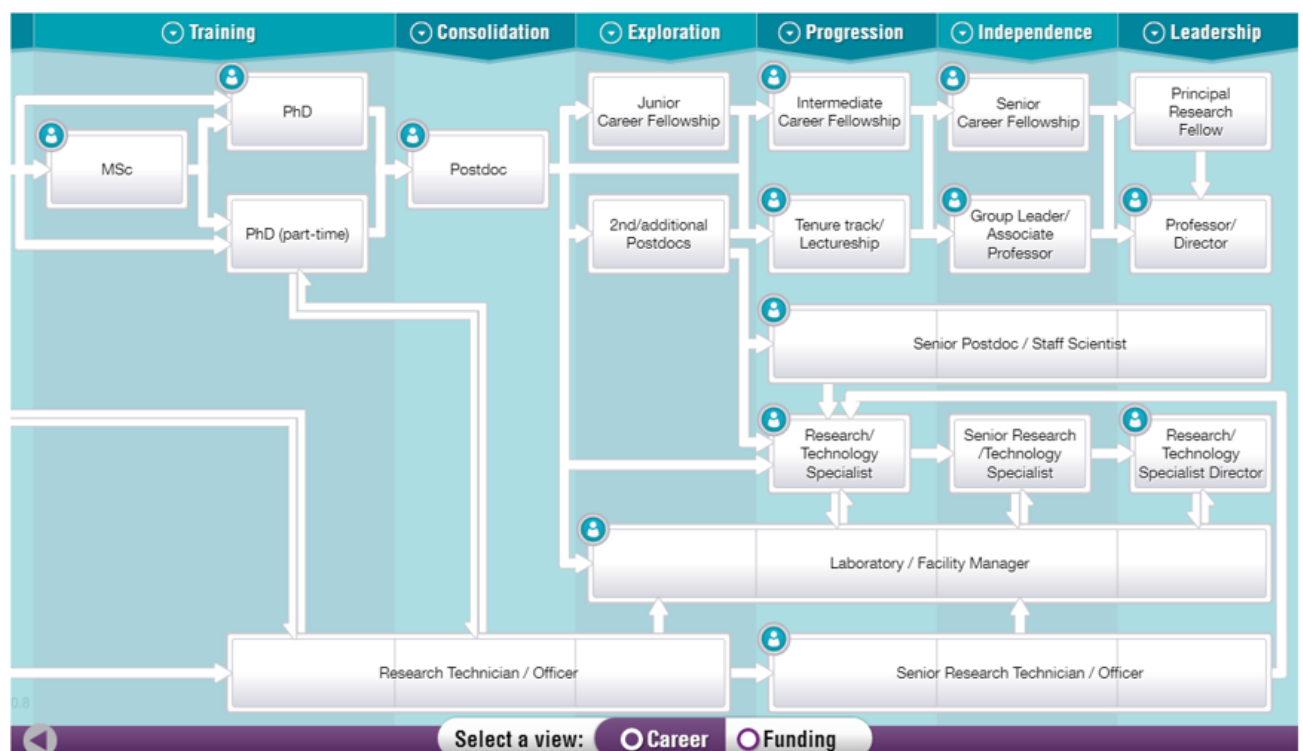 Training
Consolidation
Exploration
Progression
Independence
Leadership
PhD
MSc
PhD (part-time)
Postdoc
Junior
Career Fellowship
2nd/additional
Postdocs
Intermediate
Career Fellowship
Tenure track/
Lectureship
Senior
Career Fellowship
Group Leader/
Associate
Professor
Principal
Research
Fellow
Professor/
Director
Senior Postdoc / Staff Scientist
Research/
Technology
Specialist
Senior Research
/Technology
Specialist
Research/
Technology
Specialist Director
Laboratory / Facility Manager
Research Technician / Officer
Senior Research Technician / Officer
0.8
Select a view:
Career
Funding